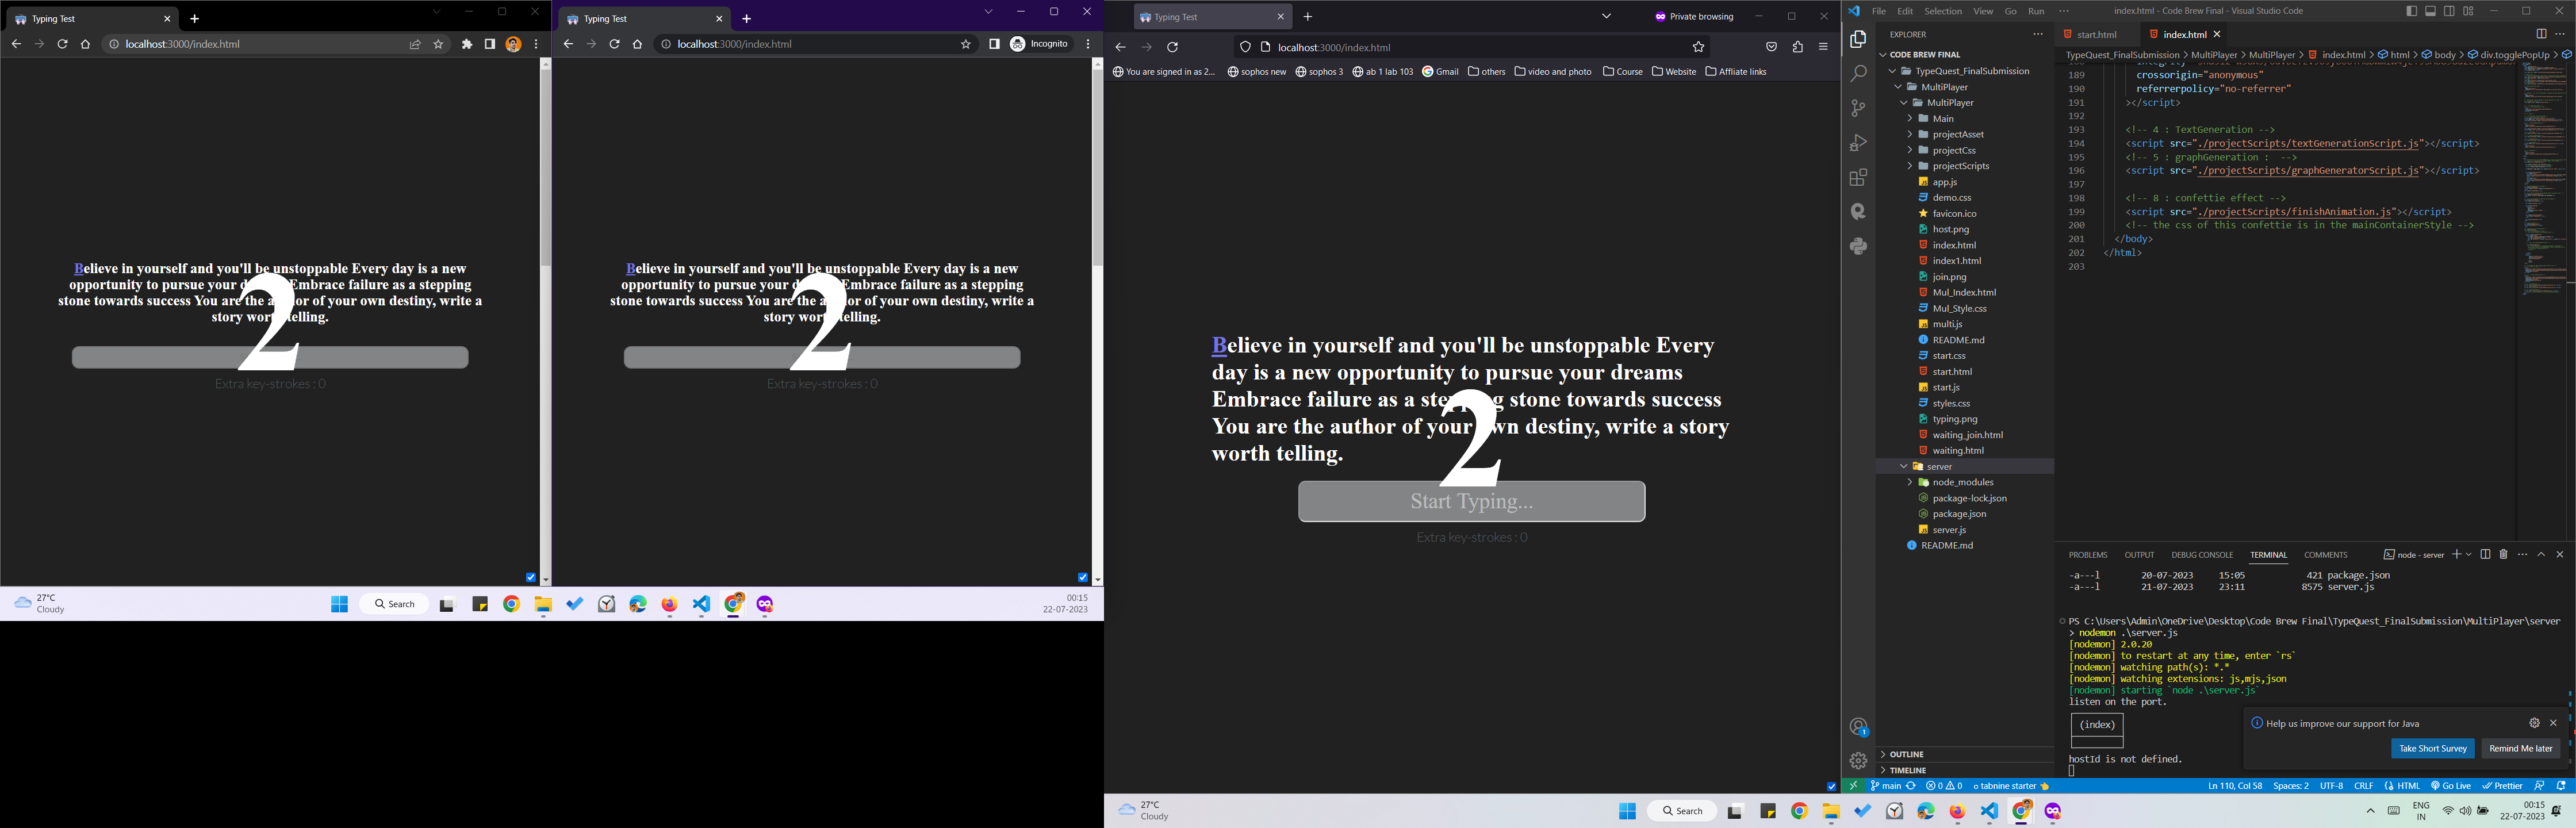 Typing Test
localhost:3000/index.html
Believe in yourself and you'll be unstoppable Every day is a new
opportunity to pursue your d Embrace failure as a stepping
stone towards success You are the a or of your own destiny, write a
story wor telling.
2
Extra key-strokes : 0
27°C
Cloudy
Search
00:15
22-07-2023
Typing Test
localhost:3000/index.html
Incognito
Believe in yourself and you'll be unstoppable Every day is a new
opportunity to pursue your d Embrace failure as a stepping
stone towards success You are the a or of your own destiny, write a
story wor telling.
2
Extra key-strokes : 0
Typing Test
Private browsing
localhost:3000/index.html
You are signed in as 2... sophos new sophos 3 ab 1 lab 103 Gmail others video and photo Course Website Affliate links
Believe in yourself and you'll be unstoppable Every
day is a new opportunity to pursue your dreams
Embrace failure as a stepping stone towards success
You are the author of your own destiny, write a story
worth telling.
2
Start Typing...
Extra key-strokes : 0
27°C
Cloudy
Search
File Edit Selection View Go Run ... index.html - Code Brew Final - Visual Studio Code
EXPLORER
CODE BREW FINAL
TypeQuest_FinalSubmission
MultiPlayer
MultiPlayer
Main
projectAsset
projectCss
projectScripts
app.js
demo.css
favicon.ico
host.png
index.html
index1.html
join.png
Mul_Index.html
Mul_Style.css
multi.js
README.md
start.css
start.html
start.js
styles.css
typing.png
waiting_join.html
waiting.html
server
node_modules
package-lock.json
package.json
server.js
README.md
OUTLINE
TIMELINE
start.html index.html
TypeQuest_FinalSubmission > MultiPlayer > MultiPlayer > index.html > html > body > div.togglePopUp
189 crossorigin="anonymous"
190 referrerpolicy="no-referrer"
191 ></script>
192
193 <!-- 4 : TextGeneration -->
194 <script src="./projectScripts/textGenerationScript.js"></script>
195 <!-- 5 : graphGeneration : -->
196 <script src="./projectScripts/graphGeneratorScript.js"></script>
197
198 <!-- 8 : confettie effect -->
199 <script src="./projectScripts/finishAnimation.js"></script>
200 <!-- the css of this confettie is in the mainContainerStyle -->
201 </body>
202 </html>
203
PROBLEMS OUTPUT DEBUG CONSOLE TERMINAL COMMENTS node - server
-a---l 20-07-2023 15:05 421 package.json
-a---l 21-07-2023 23:11 8575 server.js
PS C:\Users\Admin\OneDrive\Desktop\Code Brew Final\TypeQuest_FinalSubmission\MultiPlayer\server
> nodemon .\server.js
[nodemon] 2.0.20
[nodemon] to restart at any time, enter `rs`
[nodemon] watching path(s): *.*
[nodemon] watching extensions: js,mjs,json
[nodemon] starting `node .\server.js`
listen on the port.
(index)
hostId is not defined.
Help us improve our support for Java
Take Short Survey Remind Me later
main 0 0 tabnine starter Ln 110, Col 58 Spaces: 2 UTF-8 CRLF HTML Go Live Prettier
ENG
IN
00:15
22-07-2023